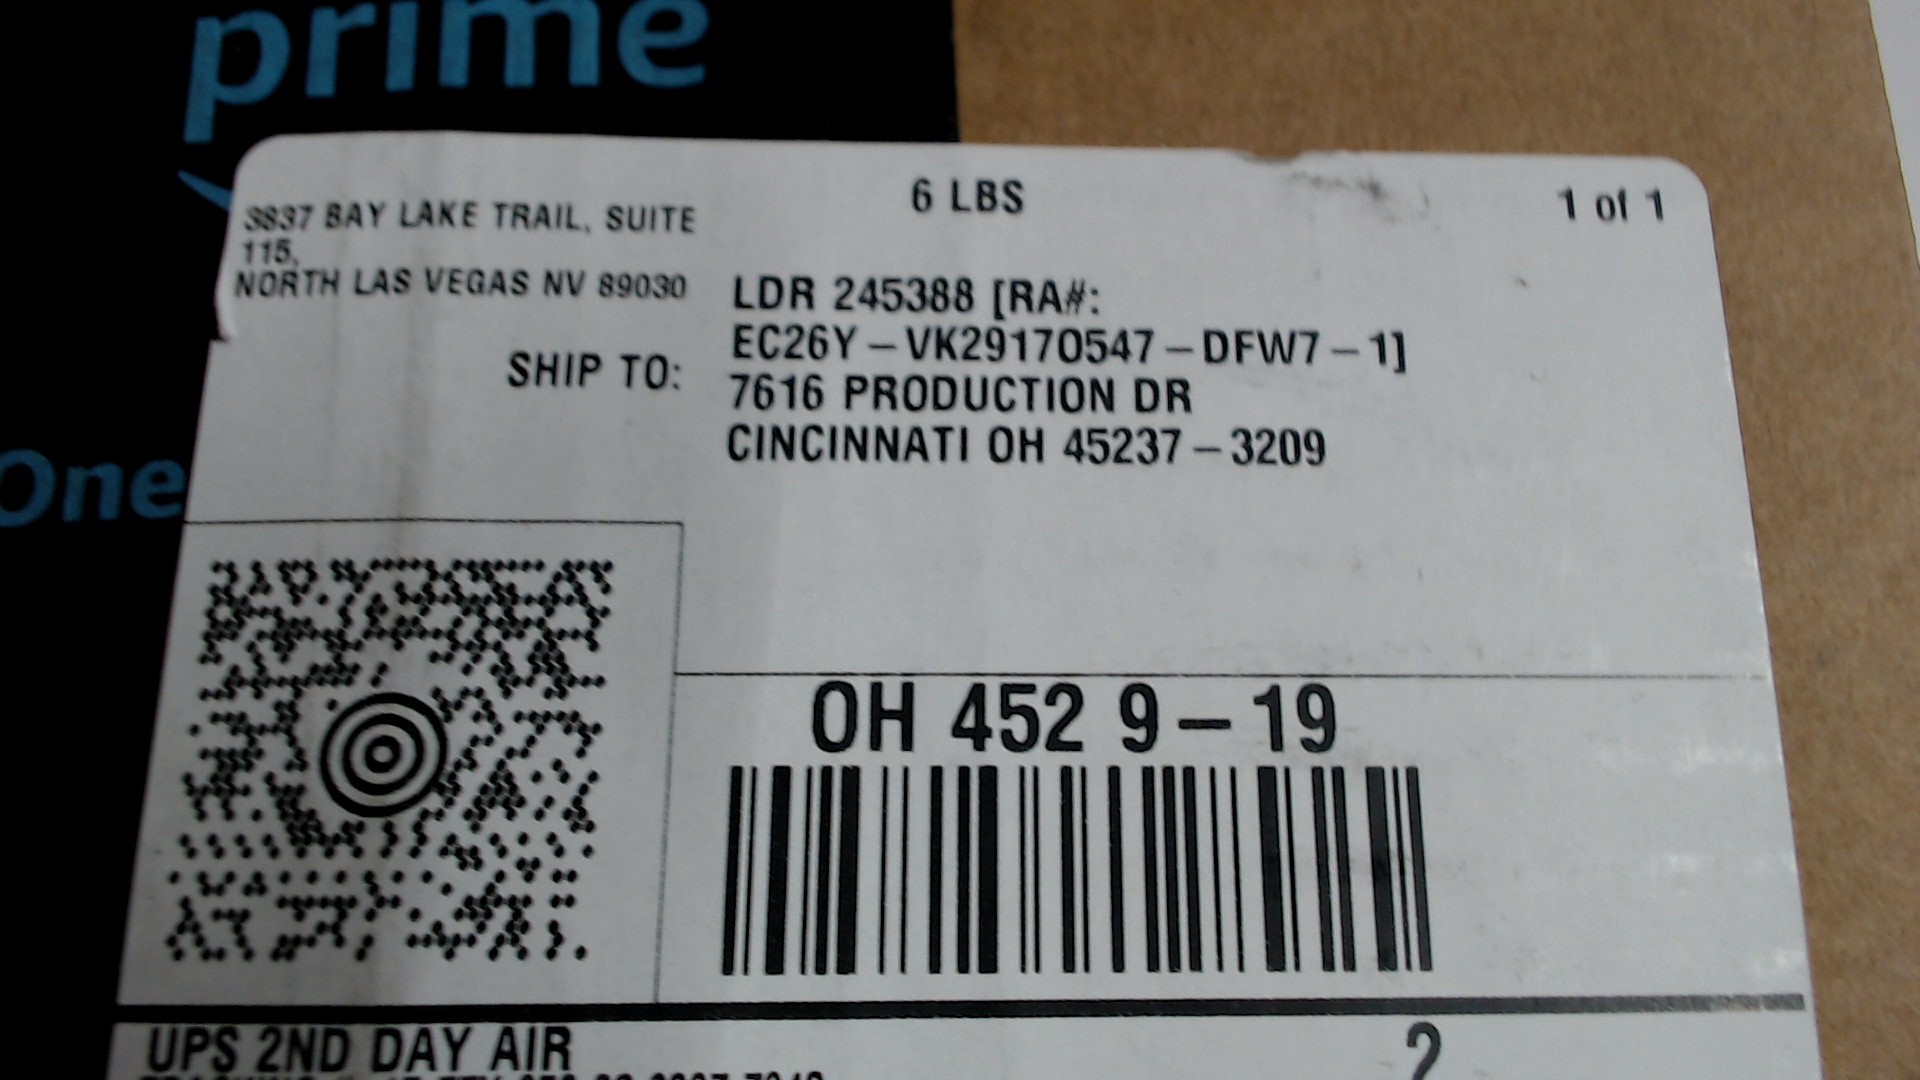 prime
One
3837 BAY LAKE TRAIL, SUITE
115,
NORTH LAS VEGAS NV 89030
6 LBS
1 of 1
SHIP TO:
LDR 245388 [RA#:
EC26Y-VK29170547-DFW7-1]
7616 PRODUCTION DR
CINCINNATI OH 45237-3209
OH 452 9-19
UPS 2ND DAY AIR
2